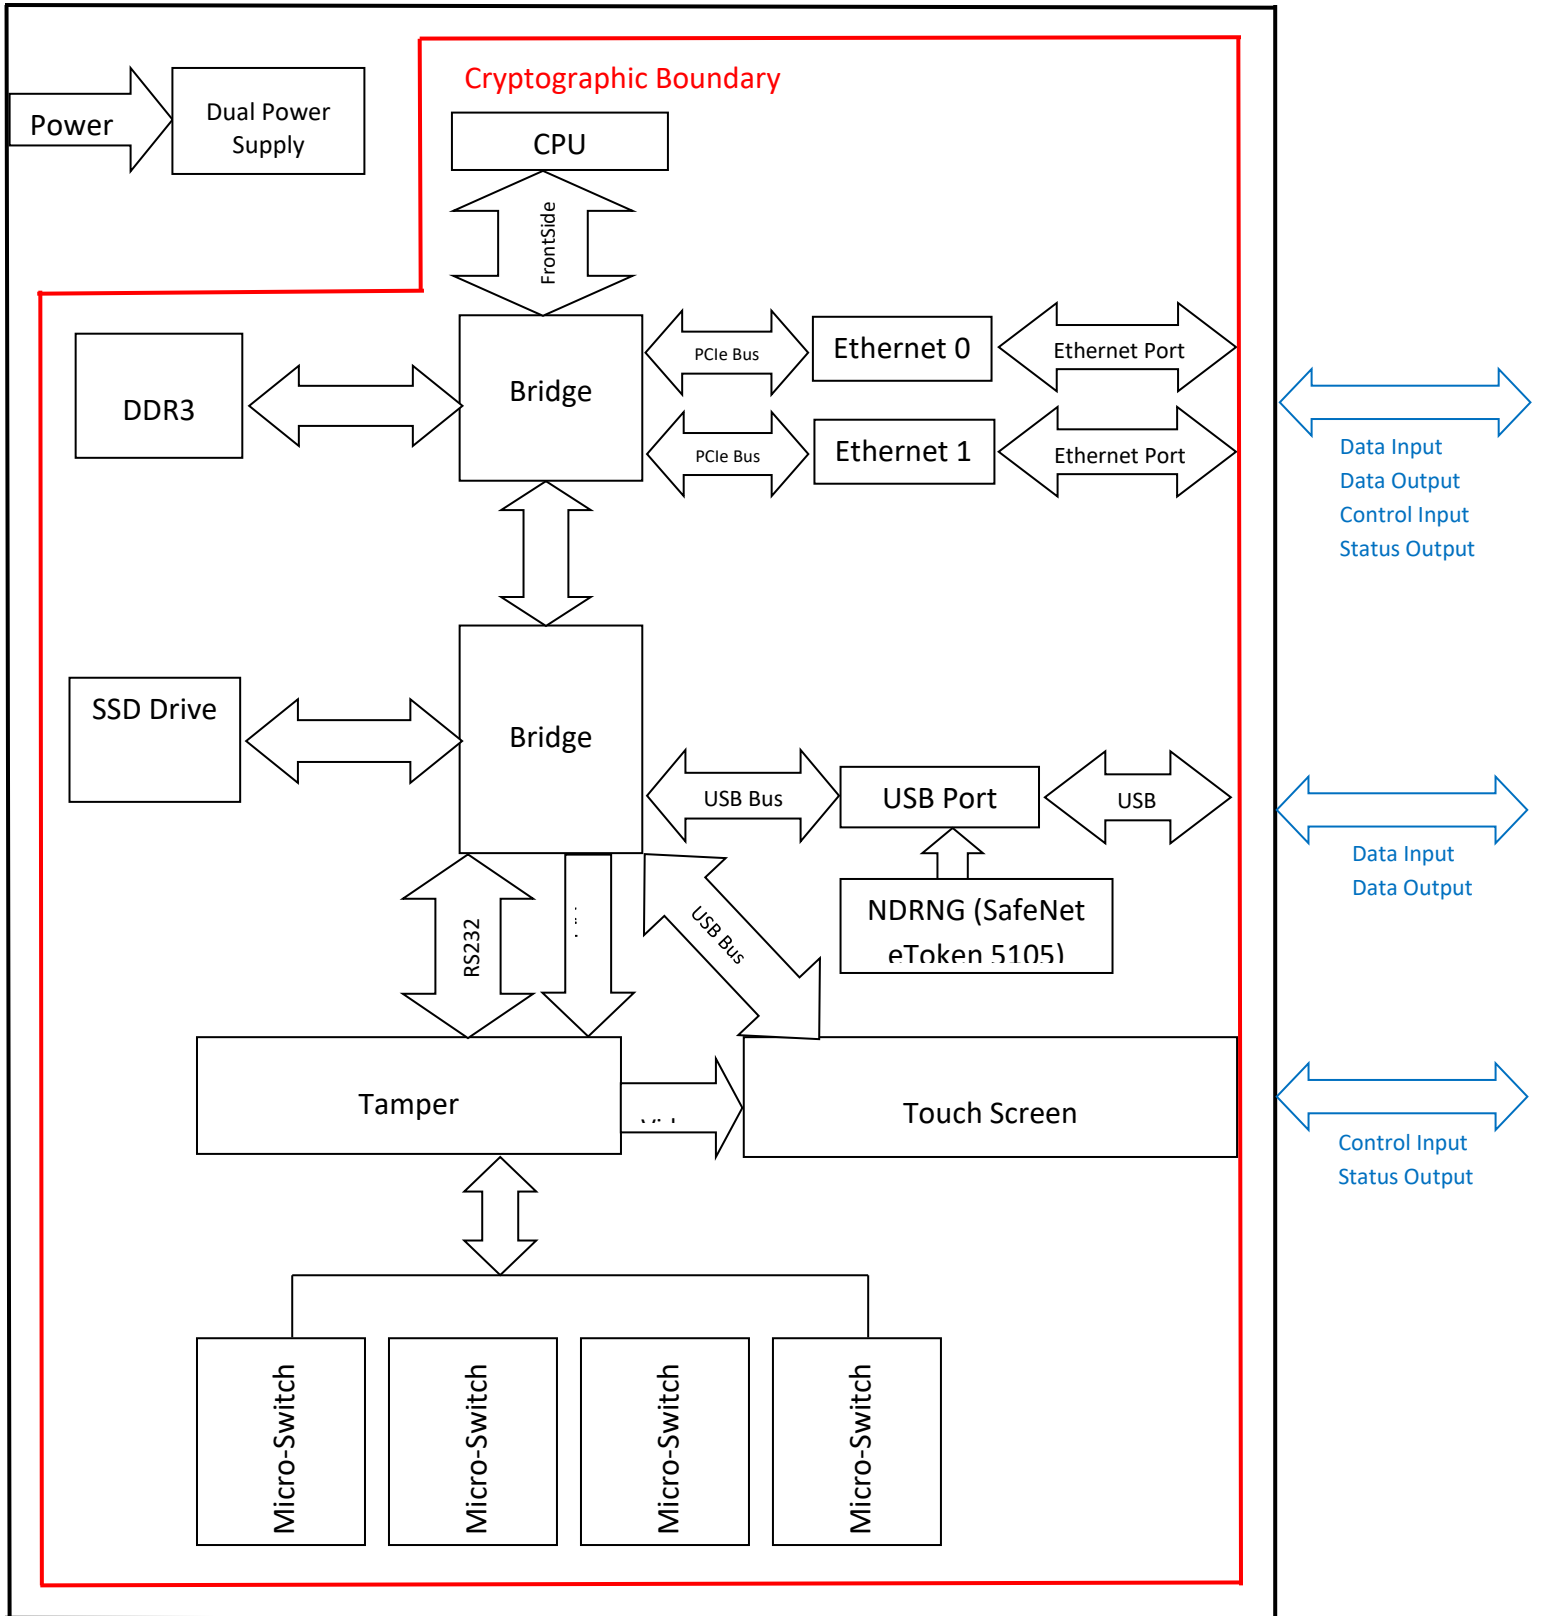 Cryptographic Boundary
Power
Dual Power
Supply
CPU
FrontSide
DDR3
Bridge
PCIe Bus
Ethernet 0
Ethernet Port
PCIe Bus
Ethernet 1
Ethernet Port
Data Input
Data Output
Control Input
Status Output
SSD Drive
Bridge
USB Bus
USB Port
USB
Data Input
Data Output
NDRNG (SafeNet
eToken 5105)
RS232
USB Bus
Tamper
Touch Screen
Control Input
Status Output
Micro-Switch
Micro-Switch
Micro-Switch
Micro-Switch